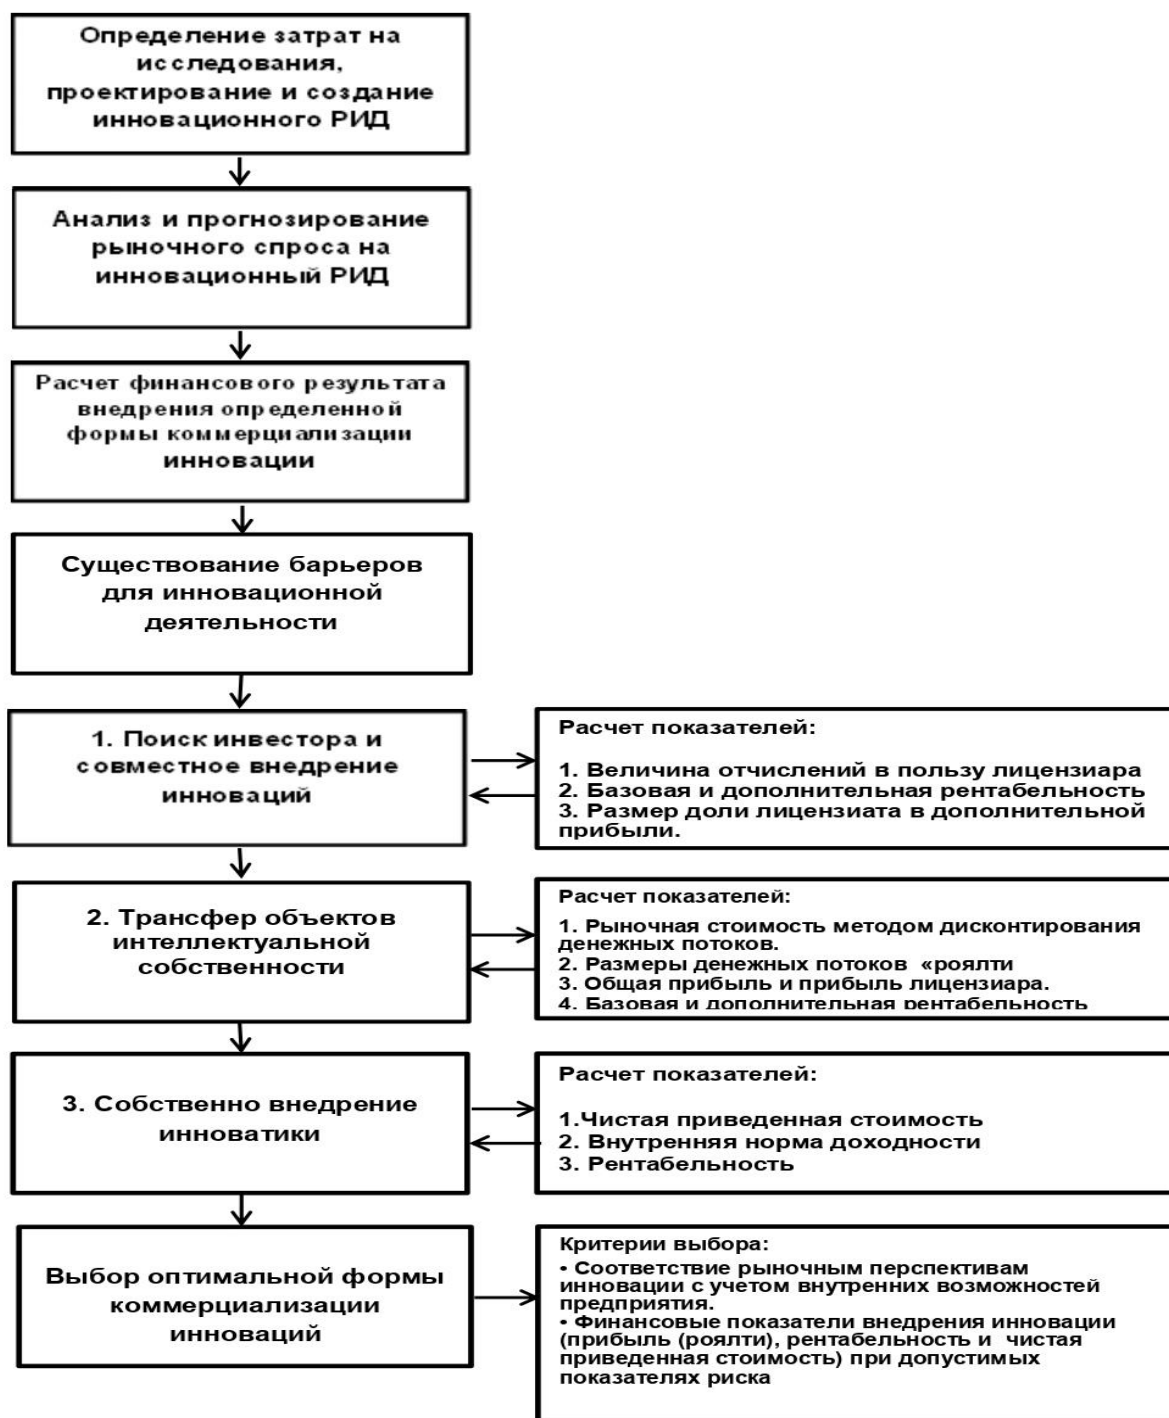 Определение затрат на
исследования,
проектирование и создание
инновационного РИД
Анализ и прогнозирование
рыночного спроса на
инновационный РИД
Расчет финансового результата
внедрения определенной
формы коммерциализации
инновации
Существование барьеров
для инновационной
деятельности
1. Поиск инвестора и
совместное внедрение
инноваций
Расчет показателей:
1. Величина отчислений в пользу лицензиара
2. Базовая и дополнительная рентабельность
3. Размер доли лицензиата в дополнительной
прибыли.
2. Трансфер объектов
интеллектуальной
собственности
Расчет показателей:
1. Рыночная стоимость методом дисконтирования
денежных потоков.
2. Размеры денежных потоков «роялти
3. Общая прибыль и прибыль лицензиара.
4. Базовая и дополнительная рентабельность
3. Собственно внедрение
инноватики
Расчет показателей:
1.Чистая приведенная стоимость
2. Внутренняя норма доходности
3. Рентабельность
Выбор оптимальной формы
коммерциализации
инноваций
Критерии выбора:
• Соответствие рыночным перспективам
инновации с учетом внутренних возможностей
предприятия.
• Финансовые показатели внедрения инновации
(прибыль (роялти), рентабельность и чистая
приведенная стоимость) при допустимых
показателях риска